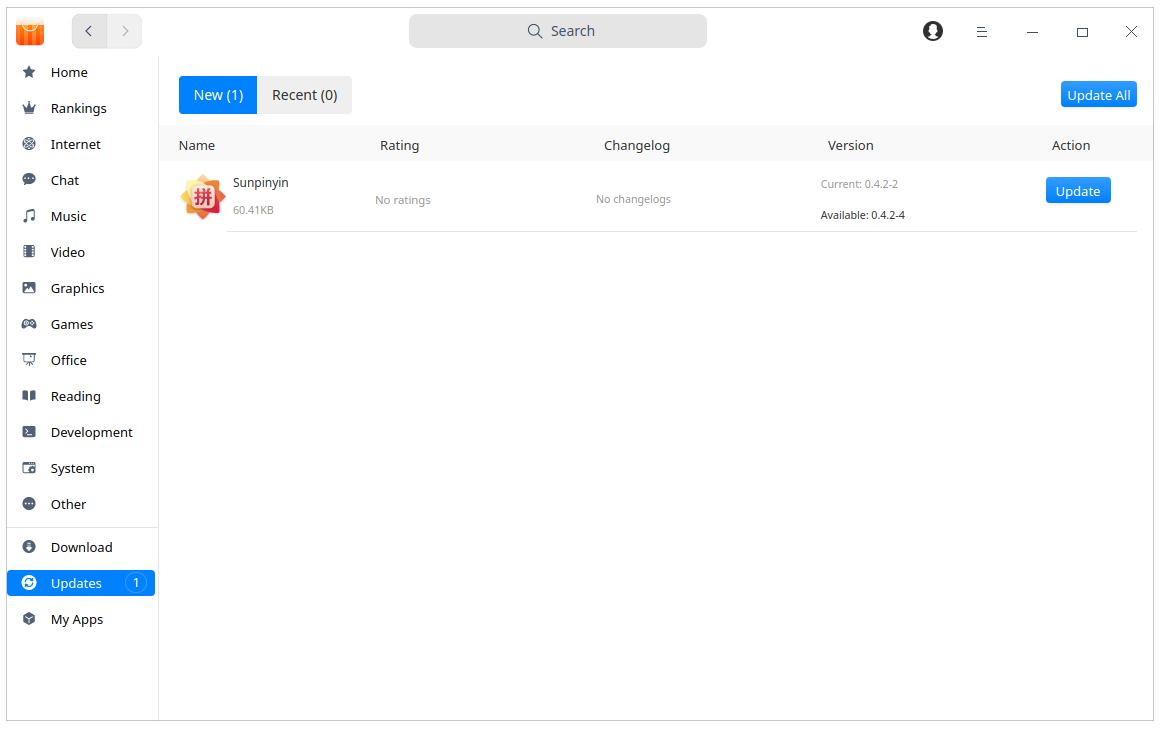 Search
Home
Rankings
Internet
Chat
Music
Video
Graphics
Games
Office
Reading
Development
System
Other
Download
Updates 1
My Apps
New (1) Recent (0) Update All
Name Rating Changelog Version Action
拼
Sunpinyin
60.41KB
No ratings
No changelogs
Current: 0.4.2-2
Available: 0.4.2-4
Update